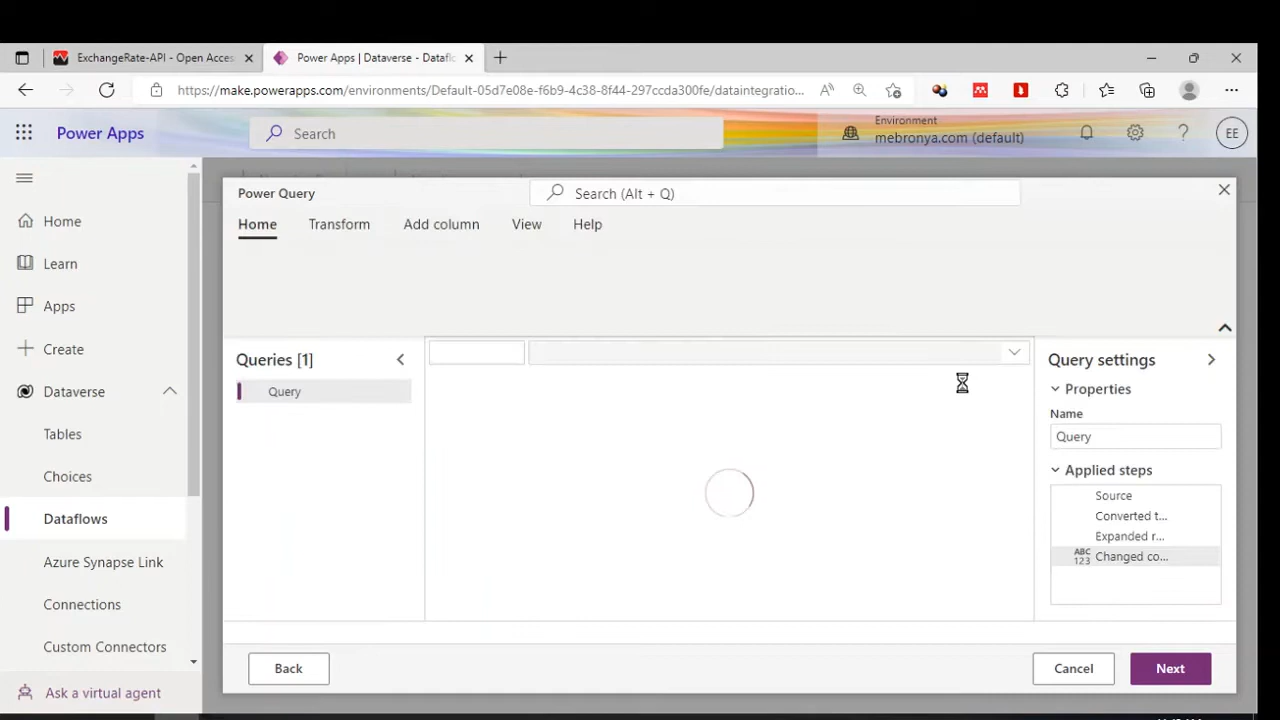 ExchangeRate-API - Open Acces
Power Apps | Dataverse - Datafl
https://make.powerapps.com/environments/Default-05d7e08e-f6b9-4c38-8f44-297ccda300fe/dataintegratio...
Power Apps
Search
Environment
mebronya.com (default)
EE
Home
Learn
Apps
Create
Dataverse
Tables
Choices
Dataflows
Azure Synapse Link
Connections
Custom Connectors
Ask a virtual agent
Power Query
Search (Alt + Q)
Home Transform Add column View Help
Queries [1]
Query
Query settings
Properties
Name
Query
Applied steps
Source
Converted t...
Expanded r...
ABC 123 Changed co...
Back
Cancel
Next